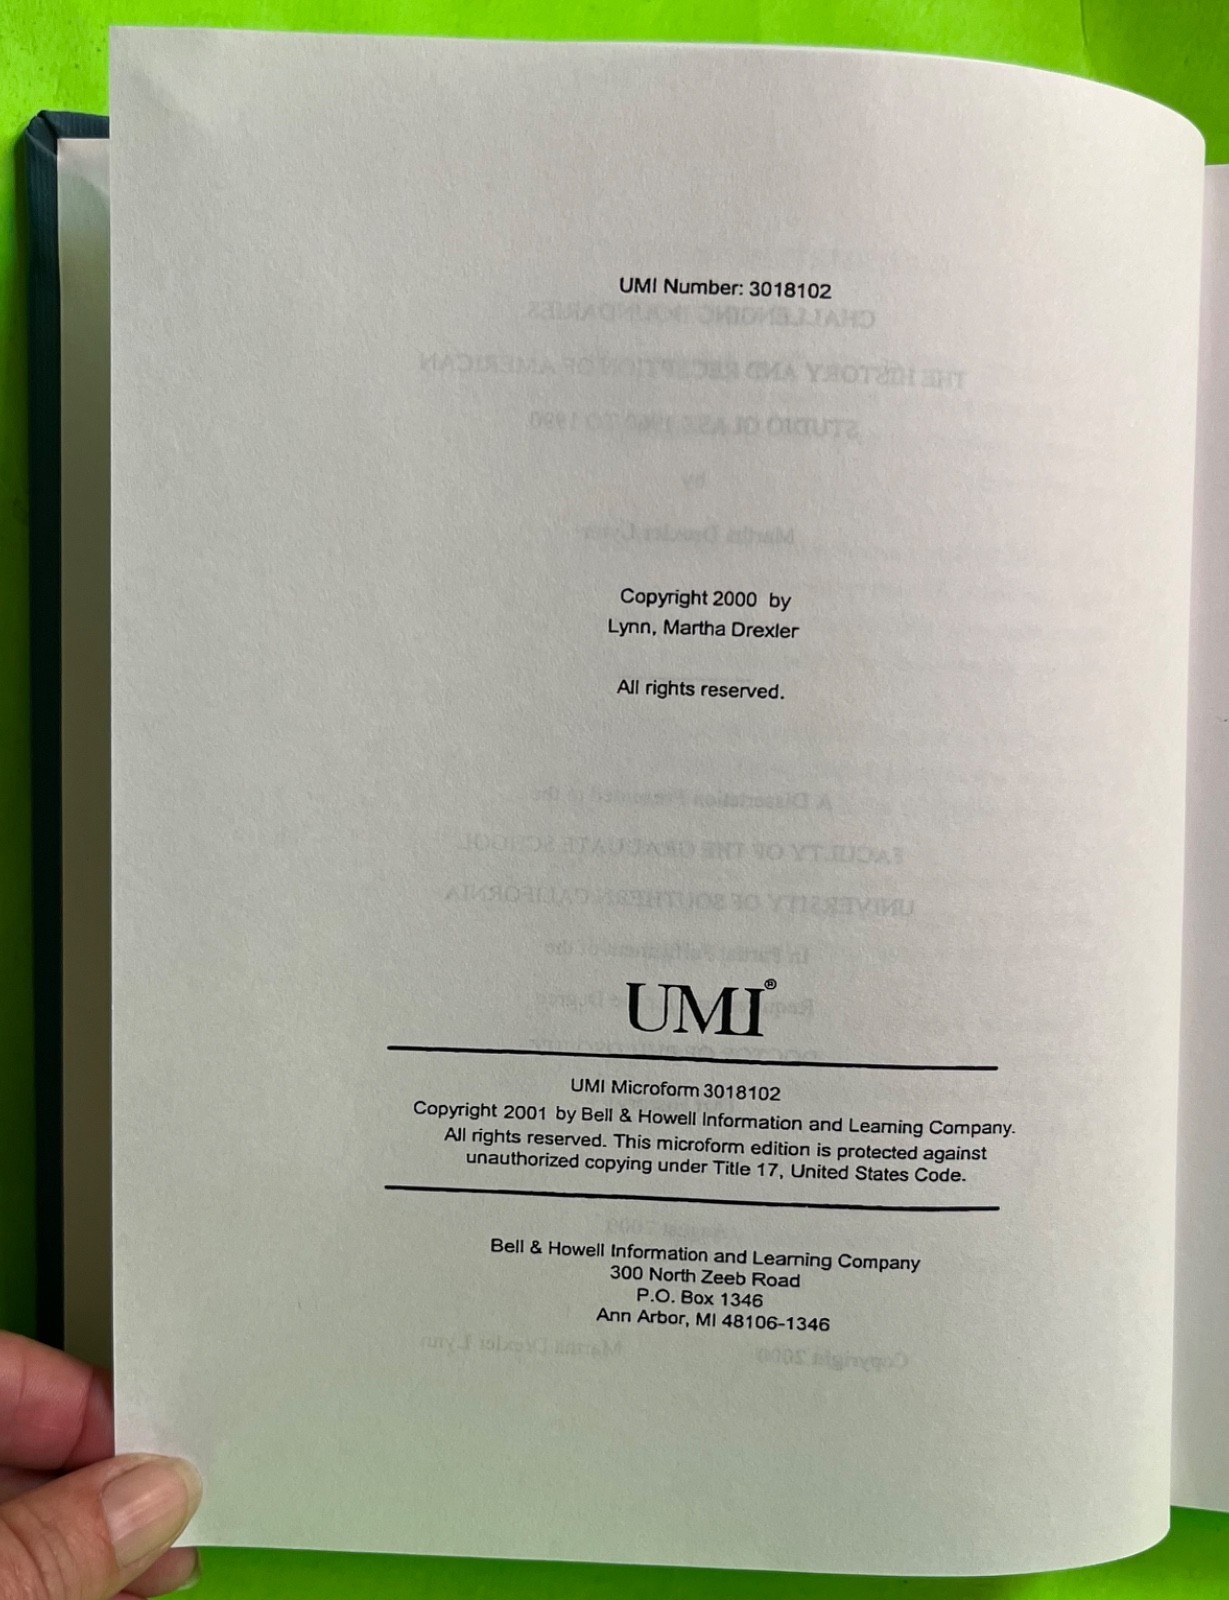 UMI Number: 3018102
Copyright 2000 by
Lynn, Martha Drexler
All rights reserved.
UMI®
UMI Microform 3018102
Copyright 2001 by Bell & Howell Information and Learning Company.
All rights reserved. This microform edition is protected against
unauthorized copying under Title 17, United States Code.
Bell & Howell Information and Learning Company
300 North Zeeb Road
P.O. Box 1346
Ann Arbor, MI 48106-1346